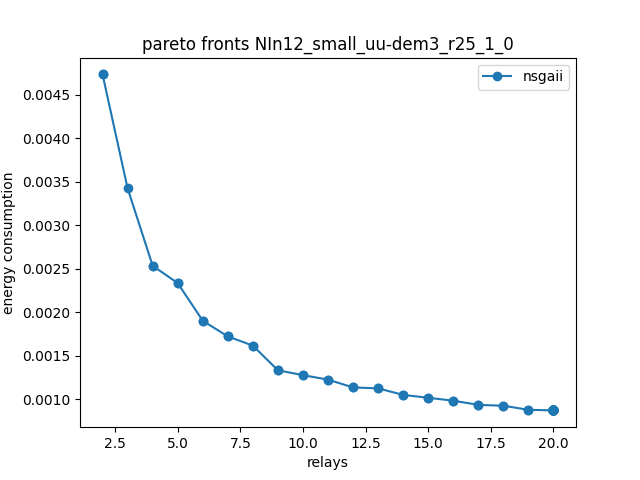 pareto fronts NIn12_small_uu-dem3_r25_1_0
nsgaii
energy consumption
0.0045
0.0040
0.0035
0.0030
0.0025
0.0020
0.0015
0.0010
2.5 5.0 7.5 10.0 12.5 15.0 17.5 20.0
relays